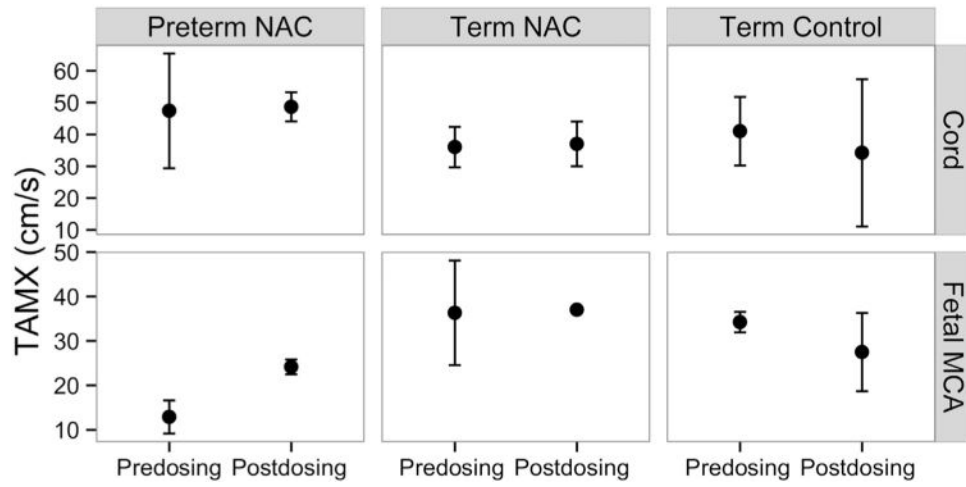 Preterm NAC Term NAC Term Control
60
50
40
30
20
10
Cord
TAMX (cm/s)
50
40
30
20
10
Fetal MCA
Predosing Postdosing Predosing Postdosing Predosing Postdosing